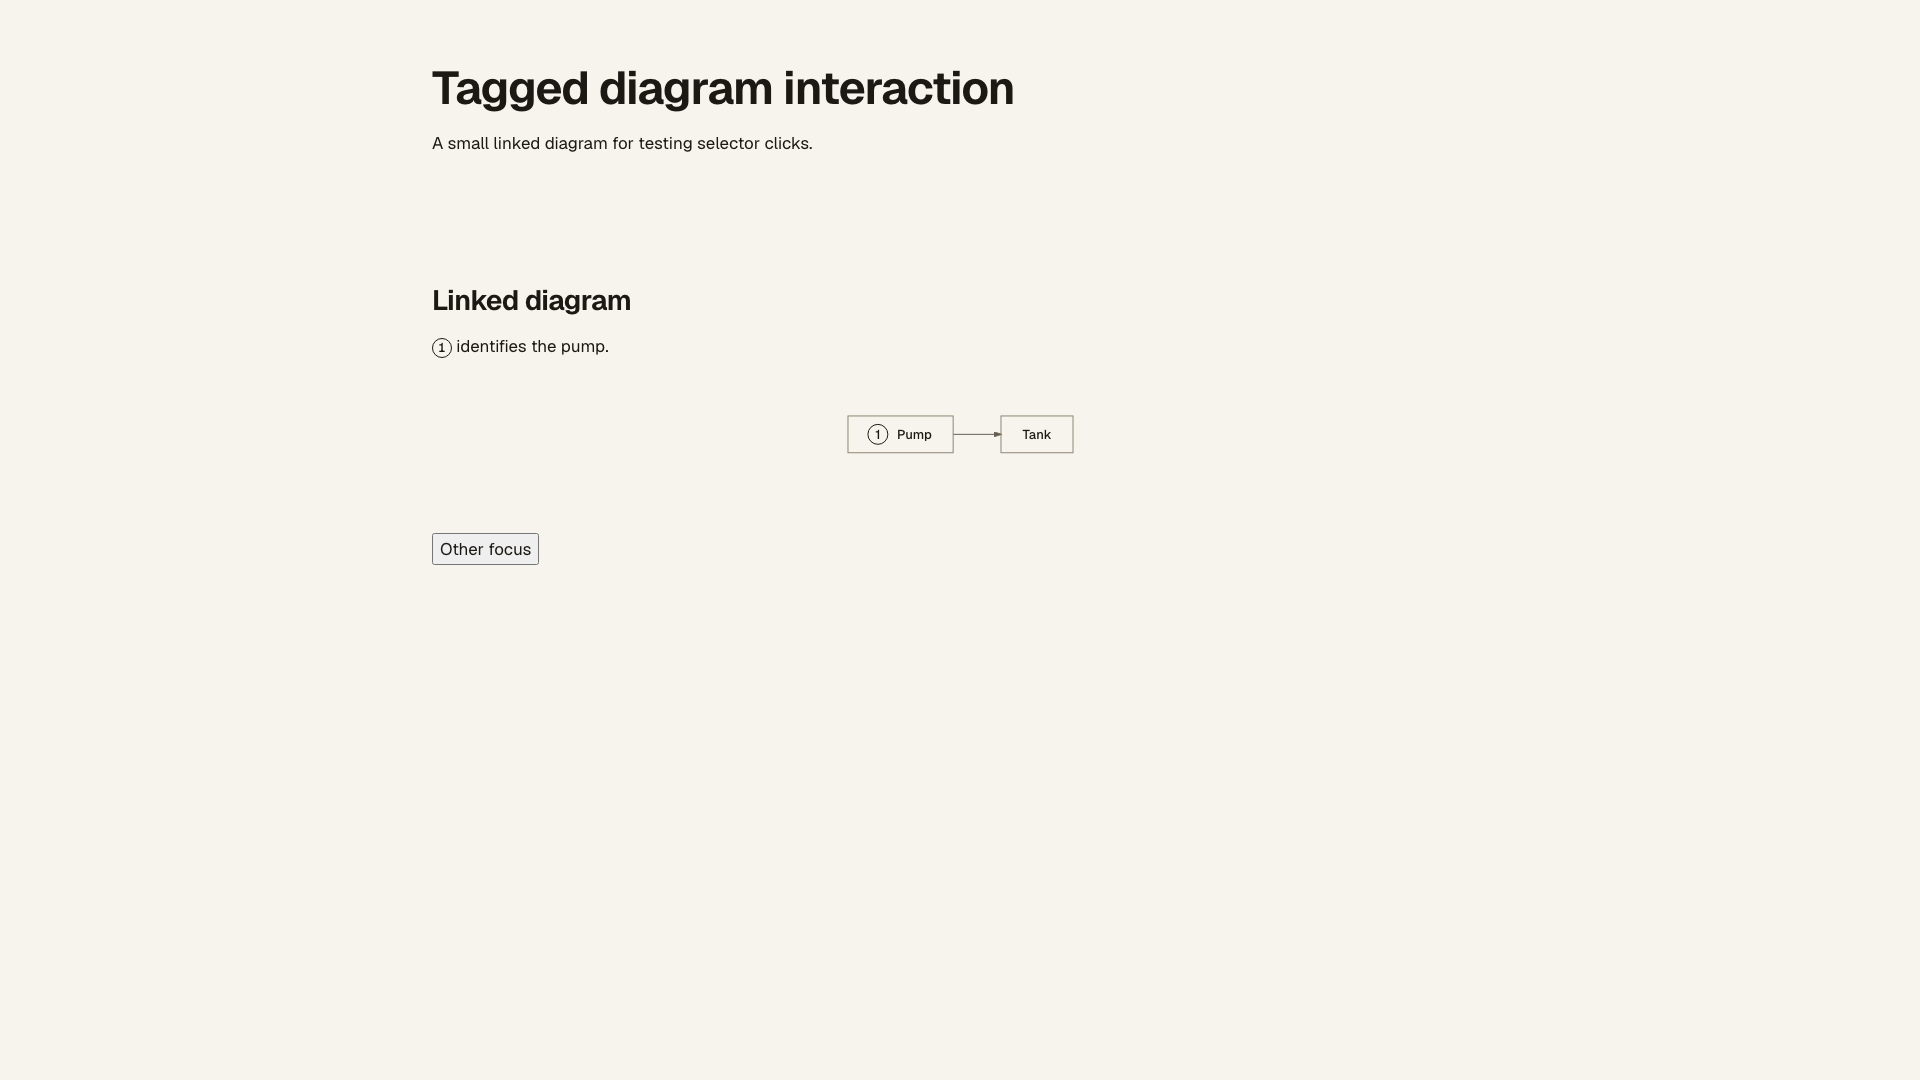 Tagged diagram interaction
A small linked diagram for testing selector clicks.
Linked diagram
1 identifies the pump.
1 Pump
Tank
Other focus